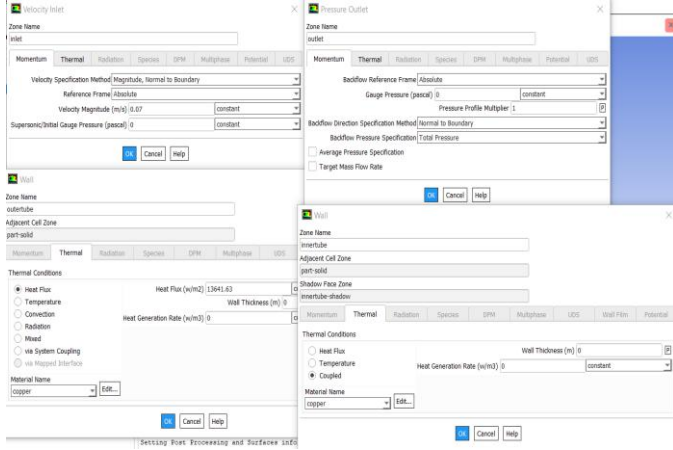 Velocity Inlet
Zone Name
inlet
Momentum Thermal Radiation Species DPM Multiphase Potential UDS
Velocity Specification Method Magnitude, Normal to Boundary
Reference Frame Absolute
Velocity Magnitude (m/s) 0.07 constant
Supersonic/Initial Gauge Pressure (pascal) 0 constant
OK Cancel Help
Pressure Outlet
Zone Name
outlet
Momentum Thermal Radiation Species DPM Multiphase Potential UDS
Backflow Reference Frame Absolute
Gauge Pressure (pascal) 0 constant
Pressure Profile Multiplier 1 P
Backflow Direction Specification Method Normal to Boundary
Backflow Pressure Specification Total Pressure
Average Pressure Specification
Target Mass Flow Rate
OK Cancel Help
Wall
Zone Name
outertube
Adjacent Cell Zone
part-solid
Momentum Thermal Radiation Species DPM Multiphase UDS
Thermal Conditions
Heat Flux
Temperature
Convection
Radiation
Mixed
via System Coupling
via Mapped Interface
Heat Flux (w/m2) 13641.63
Wall Thickness (m) 0
Heat Generation Rate (w/m3) 0
Material Name
copper Edit...
OK Cancel Help
Setting Post Processing and Surfaces info
Wall
Zone Name
innertube
Adjacent Cell Zone
part-solid
Shadow Face Zone
innertube-shadow
Momentum Thermal Radiation Species DPM Multiphase UDS Wall Film Potential
Thermal Conditions
Heat Flux
Temperature
Coupled
Wall Thickness (m) 0 P
Heat Generation Rate (w/m3) 0 constant
Material Name
copper Edit...
OK Cancel Help